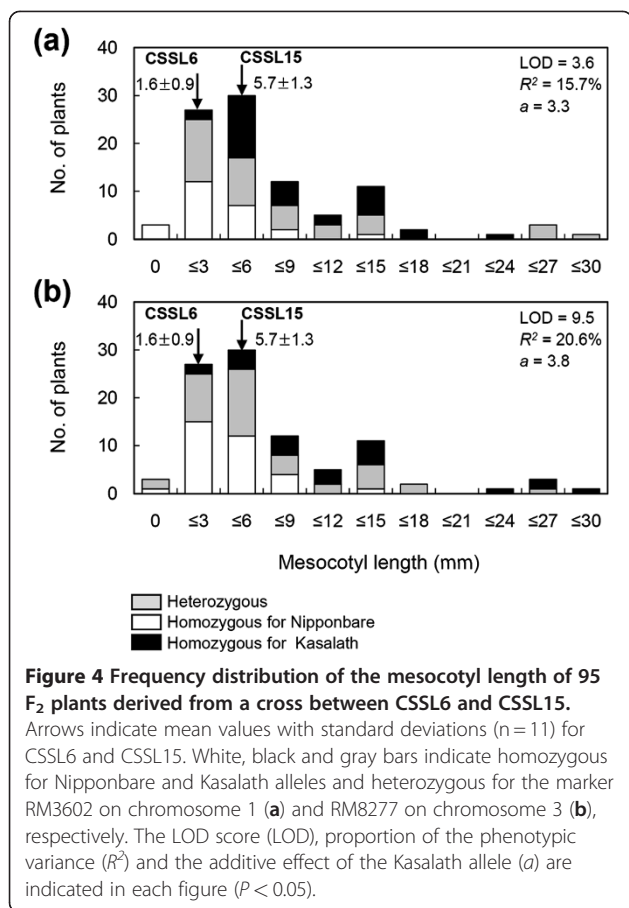 (a)
CSSL6
CSSL15
1.6±0.9
5.7±1.3
LOD = 3.6
R² = 15.7%
a = 3.3
No. of plants
40
30
20
10
0
0 ≤3 ≤6 ≤9 ≤12 ≤15 ≤18 ≤21 ≤24 ≤27 ≤30
(b)
CSSL6
CSSL15
1.6±0.9
5.7±1.3
LOD = 9.5
R² = 20.6%
a = 3.8
No. of plants
40
30
20
10
0
0 ≤3 ≤6 ≤9 ≤12 ≤15 ≤18 ≤21 ≤24 ≤27 ≤30
Mesocotyl length (mm)
Heterozygous
Homozygous for Nipponbare
Homozygous for Kasalath
Figure 4 Frequency distribution of the mesocotyl length of 95
F₂ plants derived from a cross between CSSL6 and CSSL15.
Arrows indicate mean values with standard deviations (n = 11) for
CSSL6 and CSSL15. White, black and gray bars indicate homozygous
for Nipponbare and Kasalath alleles and heterozygous for the marker
RM3602 on chromosome 1 (a) and RM8277 on chromosome 3 (b),
respectively. The LOD score (LOD), proportion of the phenotypic
variance (R²) and the additive effect of the Kasalath allele (a) are
indicated in each figure (P < 0.05).